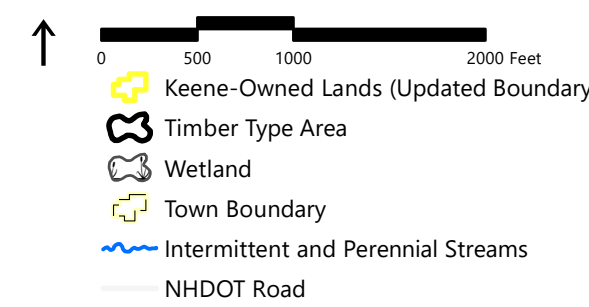 0 500 1000 2000 Feet
Keene-Owned Lands (Updated Boundary
Timber Type Area
Wetland
Town Boundary
Intermittent and Perennial Streams
NHDOT Road